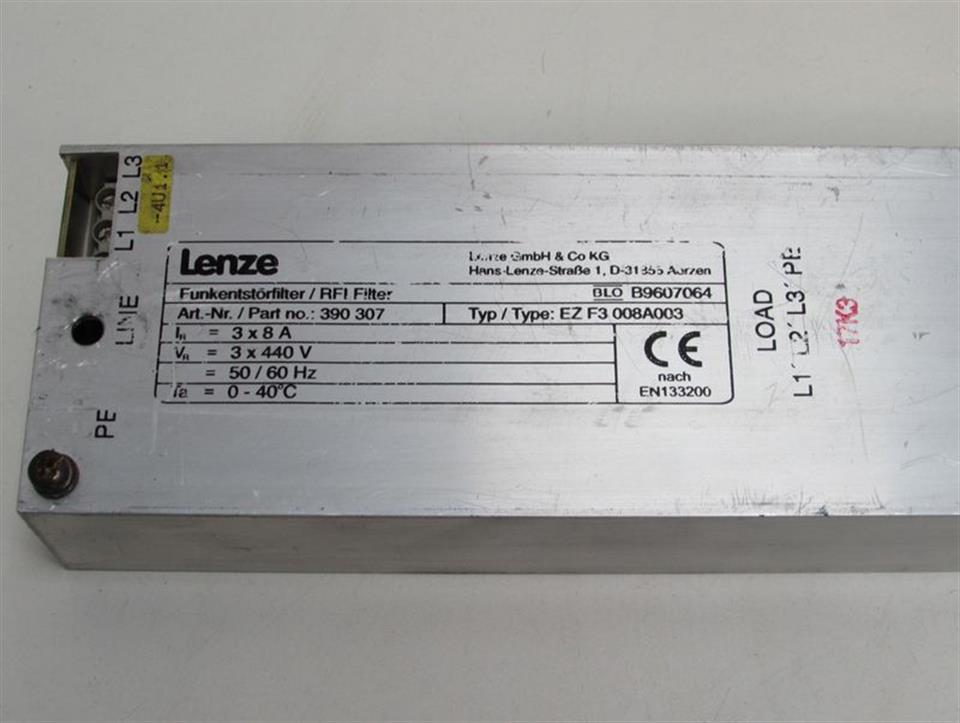 L1 L2 L3
-4U1.1
LINE
PE
Lenze
Lenze GmbH & Co KG
Hans-Lenze-Straße 1, D-31855 Aerzen
Funkentstörfilter / RFI Filter
BLO B9607064
Art.-Nr. / Part no.: 390 307
Typ / Type: EZ F3 008A003
IR = 3 x 8 A
VR = 3 x 440 V
= 50 / 60 Hz
Ta = 0 - 40°C
CE
nach
EN133200
LOAD
L1' L2' L3' PE
17K3